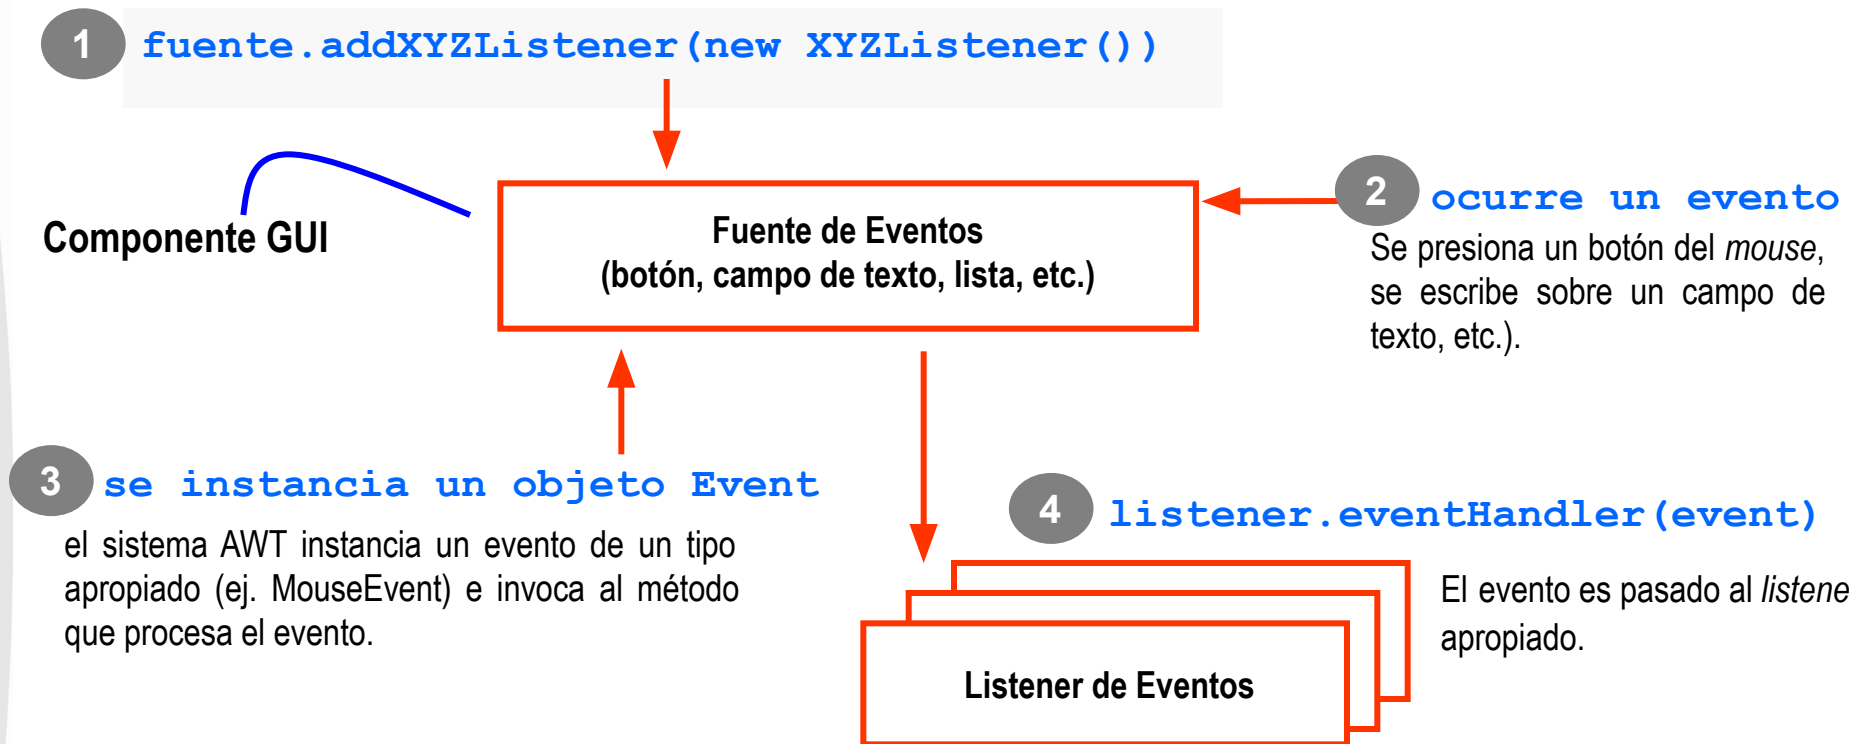 1 fuente.addXYZListener(new XYZListener())
Componente GUI
Fuente de Eventos
(botón, campo de texto, lista, etc.)
2 ocurre un evento
Se presiona un botón del mouse,
se escribe sobre un campo de
texto, etc.).
3 se instancia un objeto Event
el sistema AWT instancia un evento de un tipo
apropiado (ej. MouseEvent) e invoca al método
que procesa el evento.
4 listener.eventHandler(event)
El evento es pasado al listene
apropiado.
Listener de Eventos